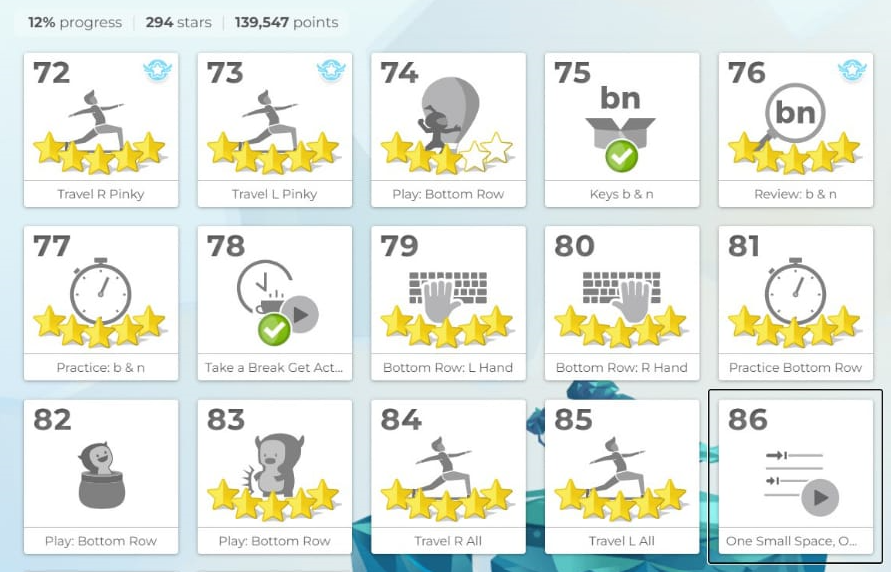 12% progress 294 stars 139,547 points
72 73 74 75 76
bn bn
Travel R Pinky Travel L Pinky Play: Bottom Row Keys b & n Review: b & n
77 78 79 80 81
Practice: b & n Take a Break Get Act... Bottom Row: L Hand Bottom Row: R Hand Practice Bottom Row
82 83 84 85 86
Play: Bottom Row Play: Bottom Row Travel R All Travel L All One Small Space, O...